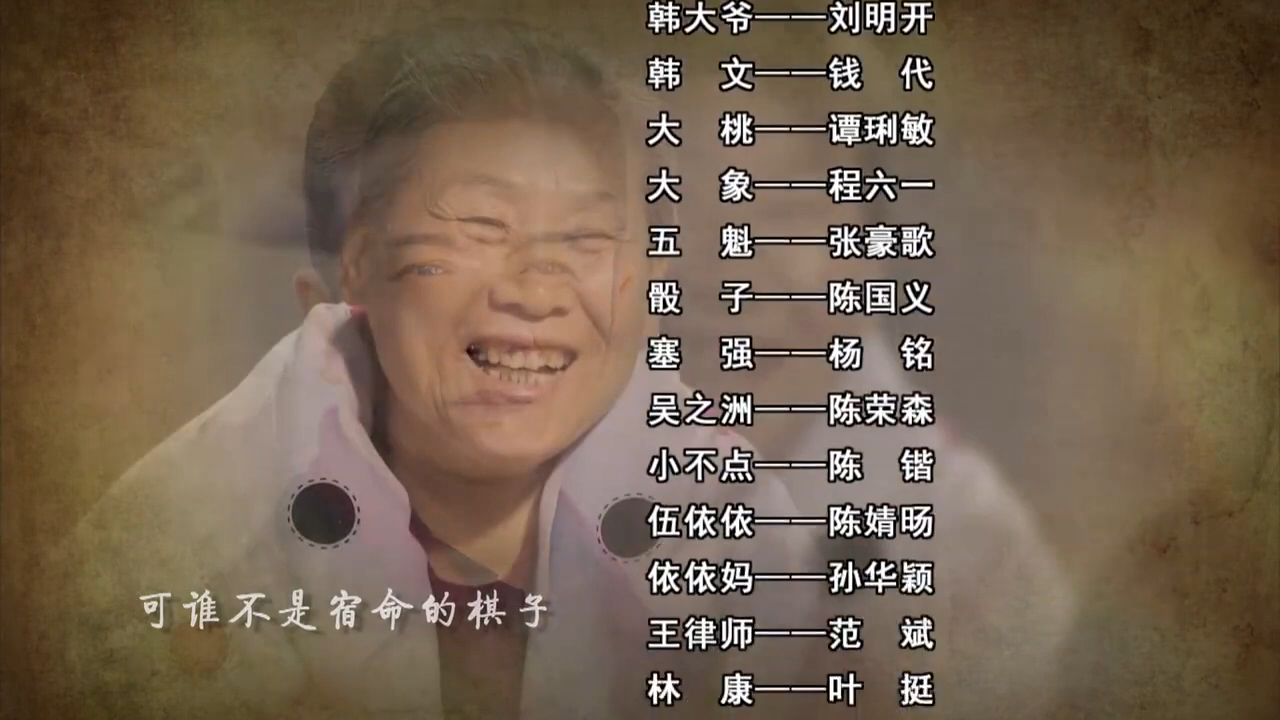 韩大爷——刘明开
韩　文——钱　代
大　桃——谭琍敏
大　象——程六一
五　魁——张豪歌
骰　子——陈国义
塞　强——杨　铭
吴之洲——陈荣森
小不点——陈　锴
伍依依——陈婧旸
依依妈——孙华颖
王律师——范　斌
林　康——叶　挺
可谁不是宿命的棋子